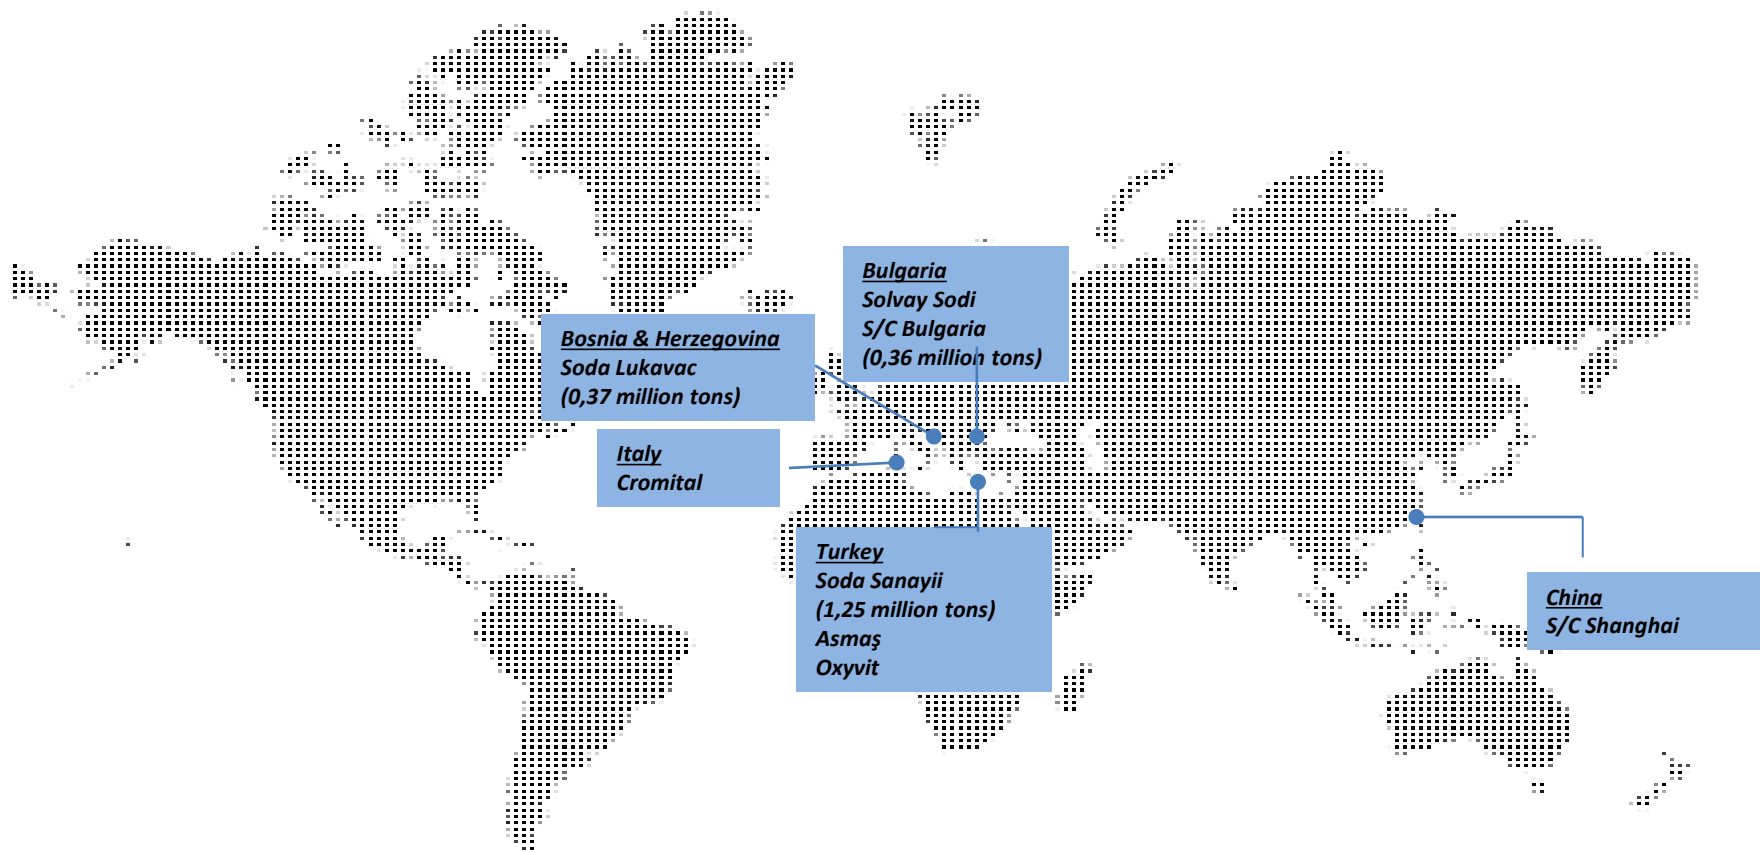 Bulgaria
Solvay Sodi
S/C Bulgaria
(0,36 million tons)
Bosnia & Herzegovina
Soda Lukavac
(0,37 million tons)
Italy
Cromital
Turkey
Soda Sanayii
(1,25 million tons)
Asmaş
Oxyvit
China
S/C Shanghai